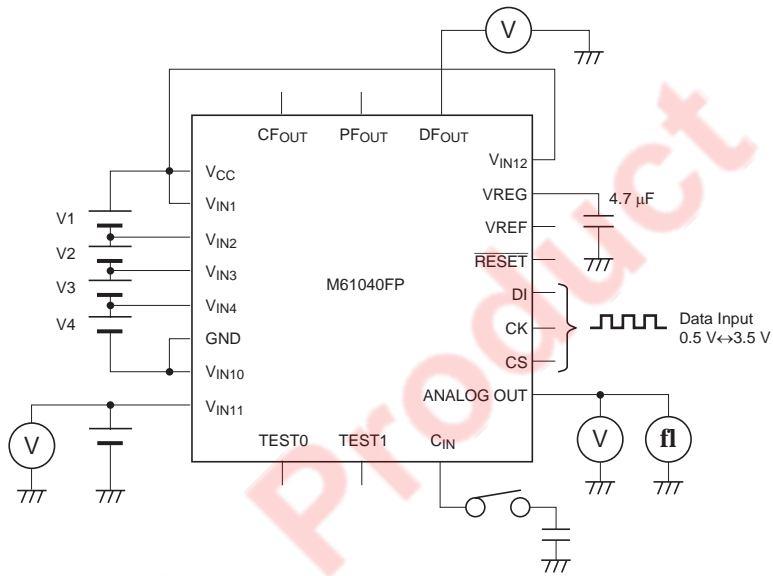 V
CFOUT PFOUT DFOUT
VCC
VIN12
VIN1
VREG
4.7 μF
V1
VIN2
VREF
V2
VIN3
RESET
V3
M61040FP
VIN4
DI
V4
GND
CK
Data Input
0.5 V↔3.5 V
VIN10
CS
VIN11
ANALOG OUT
V
TEST0 TEST1 CIN
V
fl
Product